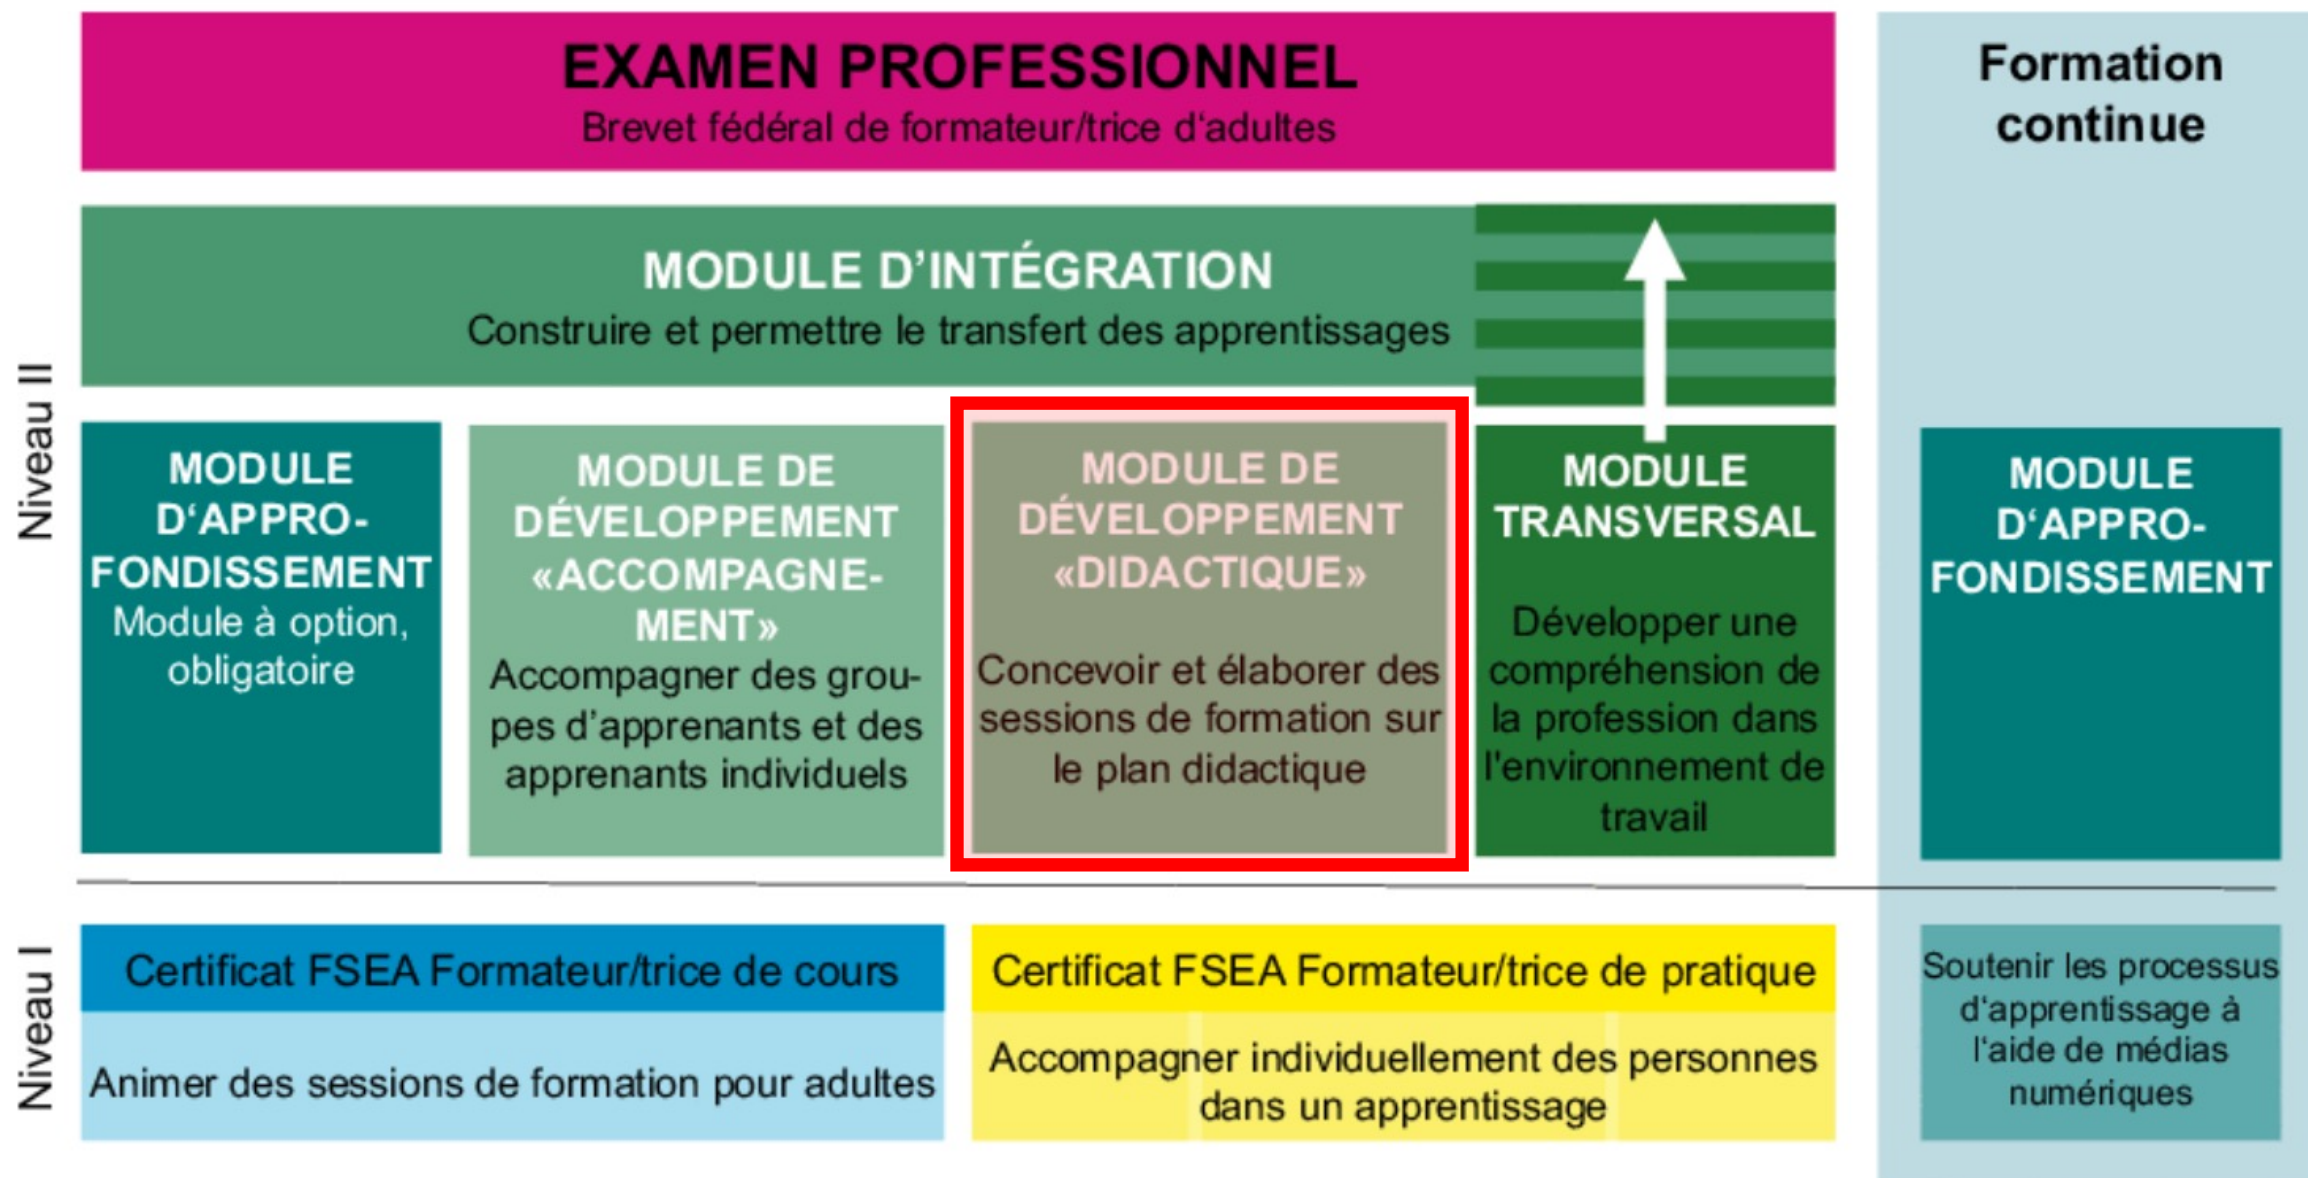 EXAMEN PROFESSIONNEL
Brevet fédéral de formateur/trice d‘adultes
Formation
continue
Niveau II
MODULE D’INTÉGRATION
Construire et permettre le transfert des apprentissages
MODULE
D‘APPRO-
FONDISSEMENT
Module à option,
obligatoire
MODULE DE
DÉVELOPPEMENT
«ACCOMPAGNE-
MENT»
Accompagner des grou-
pes d’apprenants et des
apprenants individuels
MODULE DE
DÉVELOPPEMENT
«DIDACTIQUE»
Concevoir et élaborer des
sessions de formation sur
le plan didactique
MODULE
TRANSVERSAL
Développer une
compréhension de
la profession dans
l'environnement de
travail
MODULE
D‘APPRO-
FONDISSEMENT
Niveau I
Certificat FSEA Formateur/trice de cours
Animer des sessions de formation pour adultes
Certificat FSEA Formateur/trice de pratique
Accompagner individuellement des personnes
dans un apprentissage
Soutenir les processus
d‘apprentissage à
l‘aide de médias
numériques